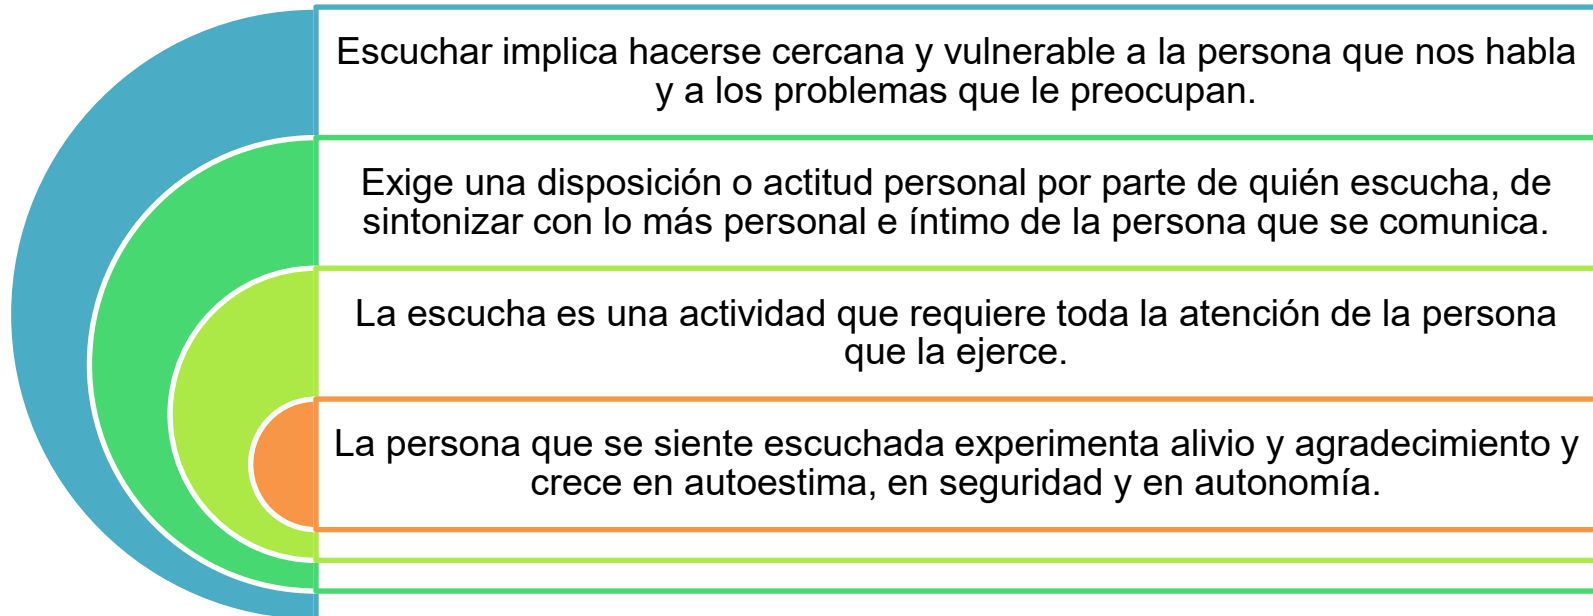 Escuchar implica hacerse cercana y vulnerable a la persona que nos habla
y a los problemas que le preocupan.
Exige una disposición o actitud personal por parte de quién escucha, de
sintonizar con lo más personal e íntimo de la persona que se comunica.
La escucha es una actividad que requiere toda la atención de la persona
que la ejerce.
La persona que se siente escuchada experimenta alivio y agradecimiento y
crece en autoestima, en seguridad y en autonomía.